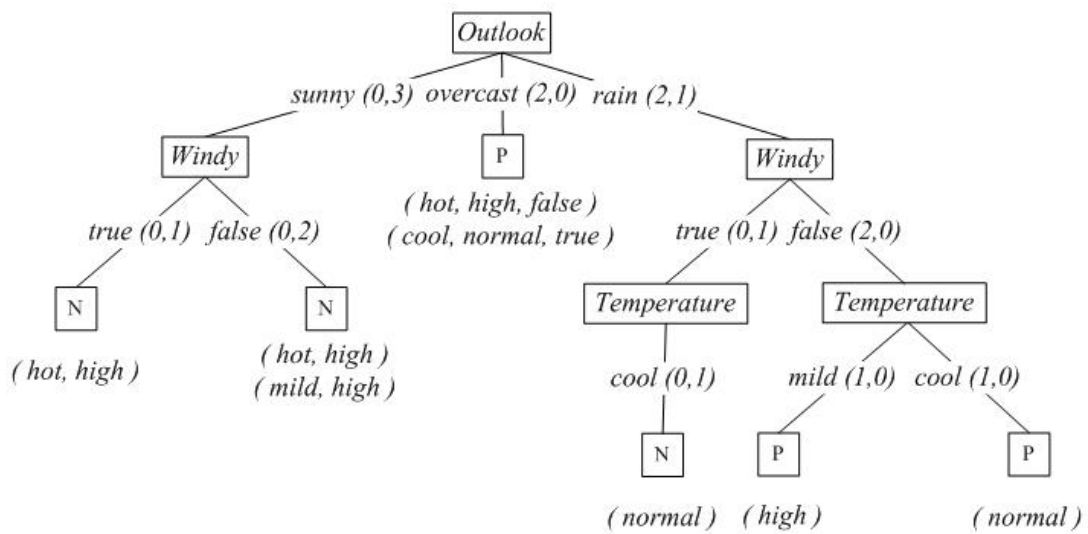 Outlook
sunny (0,3) overcast (2,0) rain (2,1)
Windy
P
Windy
( hot, high, false )
( cool, normal, true )
true (0,1) false (0,2)
true (0,1) false (2,0)
N
N
Temperature
Temperature
( hot, high )
( hot, high )
( mild, high )
cool (0,1)
mild (1,0) cool (1,0)
N
P
P
( normal )
( high )
( normal )